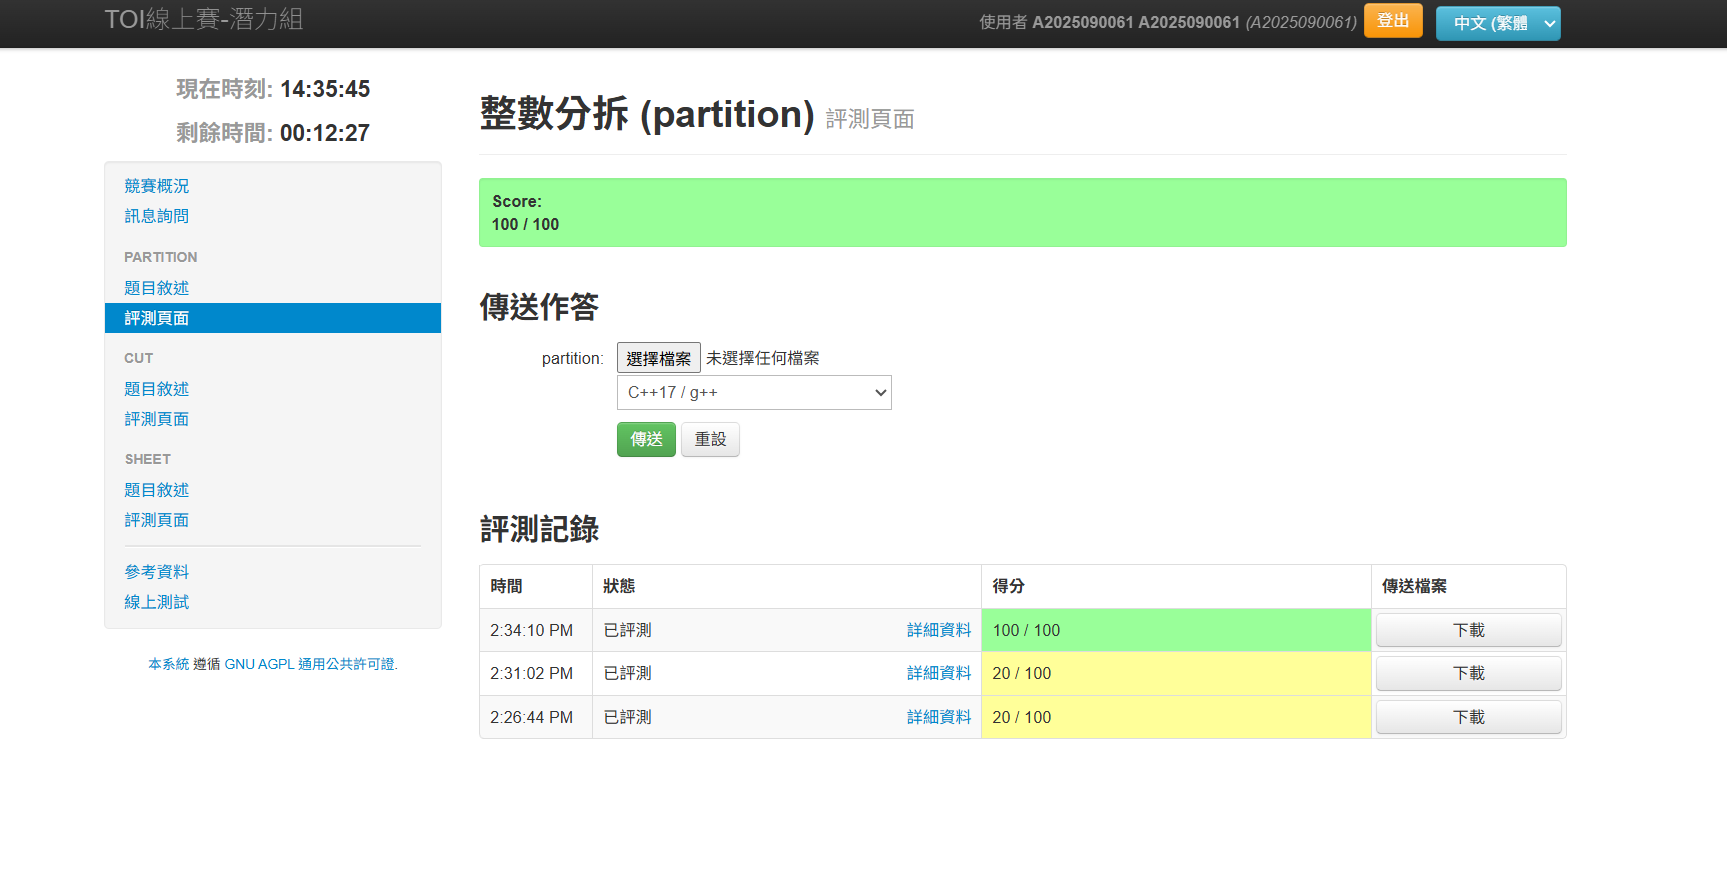 TOI線上賽-潛力組
使用者 A2025090061 A2025090061 (A2025090061)
登出
中文 (繁體
現在時刻: 14:35:45
剩餘時間: 00:12:27
競賽概況
訊息詢問
PARTITION
題目敘述
評測頁面
CUT
題目敘述
評測頁面
SHEET
題目敘述
評測頁面
參考資料
線上測試
本系統 遵循 GNU AGPL 通用公共許可證.
整數分拆 (partition) 評測頁面
Score:
100 / 100
傳送作答
partition: 選擇檔案 未選擇任何檔案
C++17 / g++
傳送 重設
評測記錄
時間 狀態 得分 傳送檔案
2:34:10 PM 已評測 詳細資料 100 / 100 下載
2:31:02 PM 已評測 詳細資料 20 / 100 下載
2:26:44 PM 已評測 詳細資料 20 / 100 下載